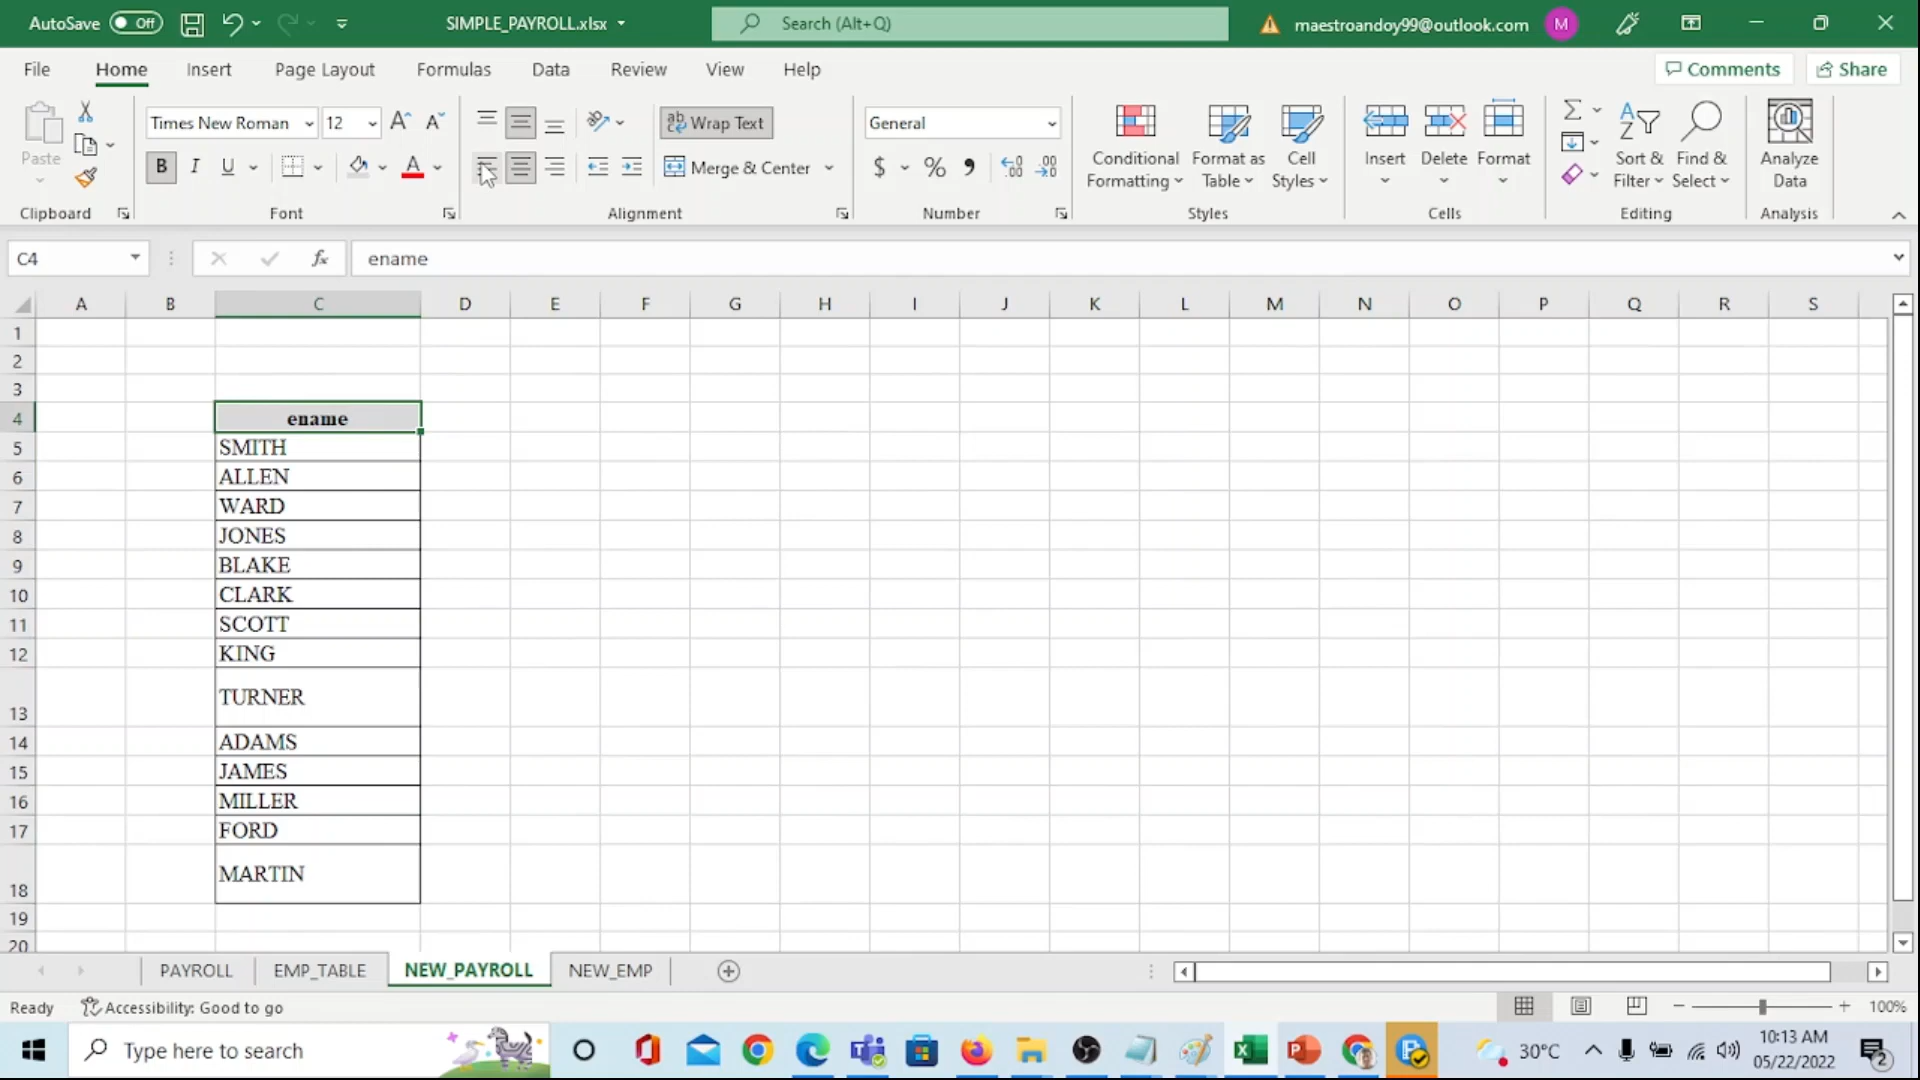 AutoSave Off SIMPLE_PAYROLL.xlsx Search (Alt+Q) maestroandoy99@outlook.com M
File Home Insert Page Layout Formulas Data Review View Help Comments Share
Paste Times New Roman 12 A A ab Wrap Text General Conditional Formatting Format as Table Cell Styles Insert Delete Format Sort & Filter Find & Select Analyze Data
B I U A Merge & Center $ % 9
Clipboard Font Alignment Number Styles Cells Editing Analysis
C4 fx ename
A B C D E F G H I J K L M N O P Q R S
1
2
3
4 ename
5 SMITH
6 ALLEN
7 WARD
8 JONES
9 BLAKE
10 CLARK
11 SCOTT
12 KING
13 TURNER
14 ADAMS
15 JAMES
16 MILLER
17 FORD
18 MARTIN
19
20
PAYROLL EMP_TABLE NEW_PAYROLL NEW_EMP
Ready Accessibility: Good to go 100%
Type here to search 30°C 10:13 AM
05/22/2022 2